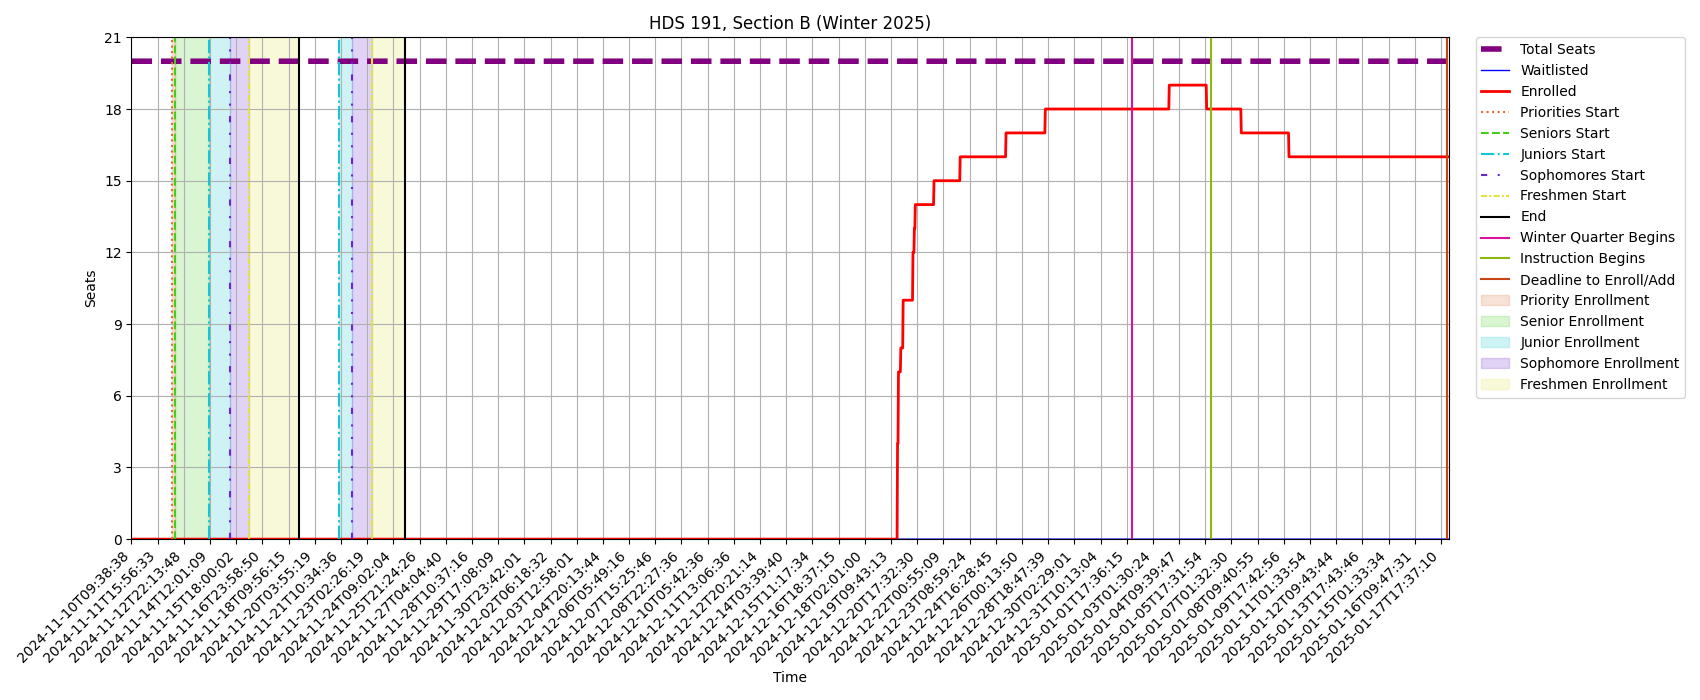 HDS 191, Section B (Winter 2025)
21
18
15
12
9
6
3
0
Seats
2024-11-10T09:38:38
2024-11-11T15:56:33
2024-11-12T22:13:48
2024-11-14T12:01:09
2024-11-15T18:00:02
2024-11-16T23:58:50
2024-11-18T09:56:15
2024-11-20T03:55:19
2024-11-21T10:34:36
2024-11-23T02:26:19
2024-11-24T09:02:04
2024-11-25T21:24:26
2024-11-27T04:04:40
2024-11-28T10:37:16
2024-11-29T17:08:09
2024-11-30T23:42:01
2024-12-02T06:18:32
2024-12-03T12:58:01
2024-12-04T20:13:44
2024-12-06T05:49:16
2024-12-07T15:25:46
2024-12-08T22:27:36
2024-12-10T05:42:36
2024-12-11T13:06:36
2024-12-12T20:21:14
2024-12-14T03:39:40
2024-12-15T11:17:34
2024-12-16T18:37:15
2024-12-18T02:01:00
2024-12-19T09:43:13
2024-12-20T17:32:30
2024-12-22T00:55:09
2024-12-23T08:59:24
2024-12-24T16:28:45
2024-12-26T00:13:50
2024-12-28T18:47:39
2024-12-30T02:29:01
2024-12-31T10:13:04
2025-01-01T17:36:15
2025-01-03T01:30:24
2025-01-04T09:39:47
2025-01-05T17:31:54
2025-01-07T01:32:30
2025-01-08T09:40:55
2025-01-09T17:42:56
2025-01-11T01:33:54
2025-01-12T09:43:44
2025-01-13T17:43:46
2025-01-15T01:33:34
2025-01-16T09:47:31
2025-01-17T17:37:10
Time
Total Seats
Waitlisted
Enrolled
Priorities Start
Seniors Start
Juniors Start
Sophomores Start
Freshmen Start
End
Winter Quarter Begins
Instruction Begins
Deadline to Enroll/Add
Priority Enrollment
Senior Enrollment
Junior Enrollment
Sophomore Enrollment
Freshmen Enrollment